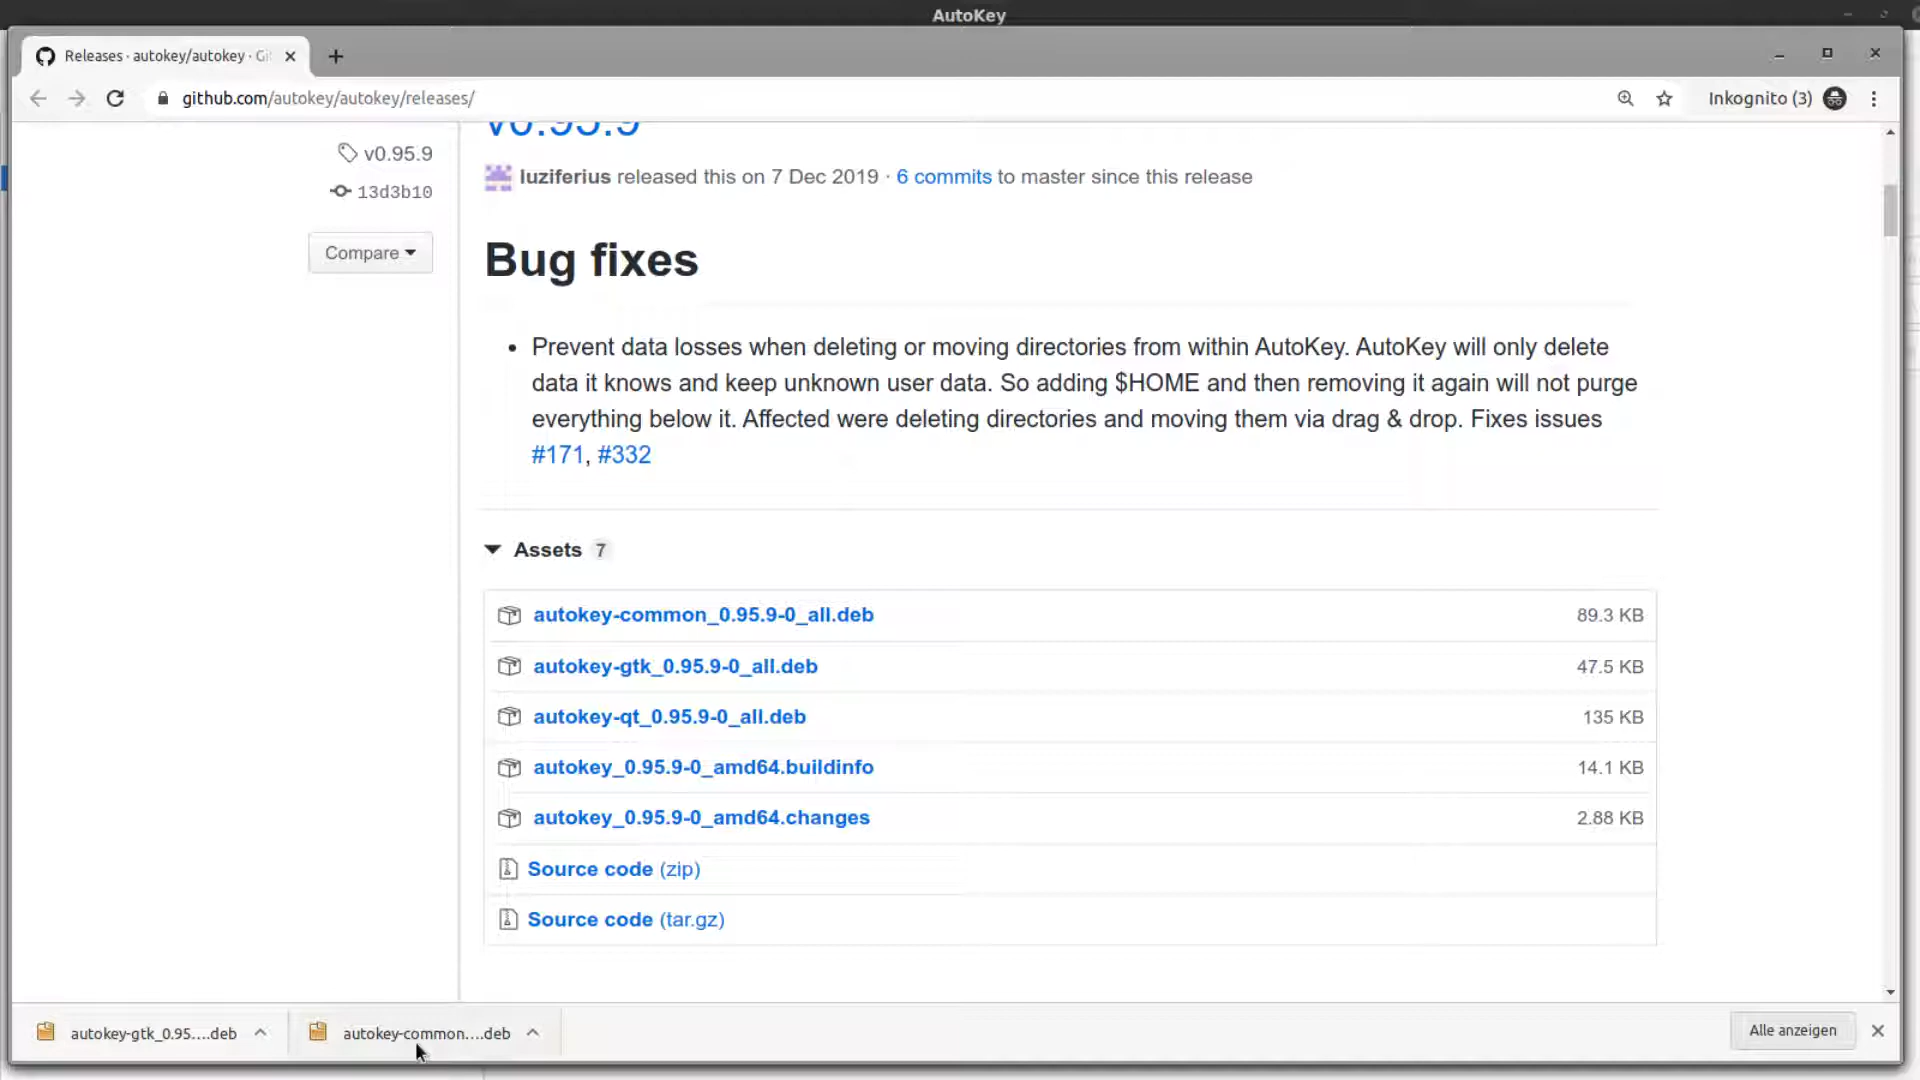 AutoKey
Releases · autokey/autokey · Gi
github.com/autokey/autokey/releases/
Inkognito (3)
v0.95.9
v0.95.9
luziferius released this on 7 Dec 2019 · 6 commits to master since this release
13d3b10
Compare
Bug fixes
Prevent data losses when deleting or moving directories from within AutoKey. AutoKey will only delete
data it knows and keep unknown user data. So adding $HOME and then removing it again will not purge
everything below it. Affected were deleting directories and moving them via drag & drop. Fixes issues
#171, #332
Assets 7
autokey-common_0.95.9-0_all.deb 89.3 KB
autokey-gtk_0.95.9-0_all.deb 47.5 KB
autokey-qt_0.95.9-0_all.deb 135 KB
autokey_0.95.9-0_amd64.buildinfo 14.1 KB
autokey_0.95.9-0_amd64.changes 2.88 KB
Source code (zip)
Source code (tar.gz)
autokey-gtk_0.95....deb
autokey-common....deb
Alle anzeigen